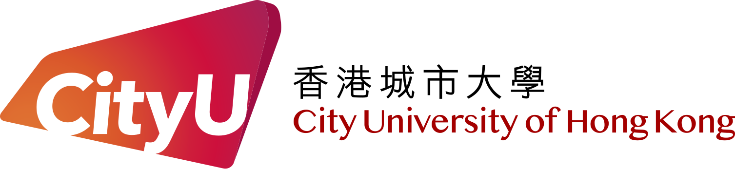 CityU
香港城市大學
City University of Hong Kong